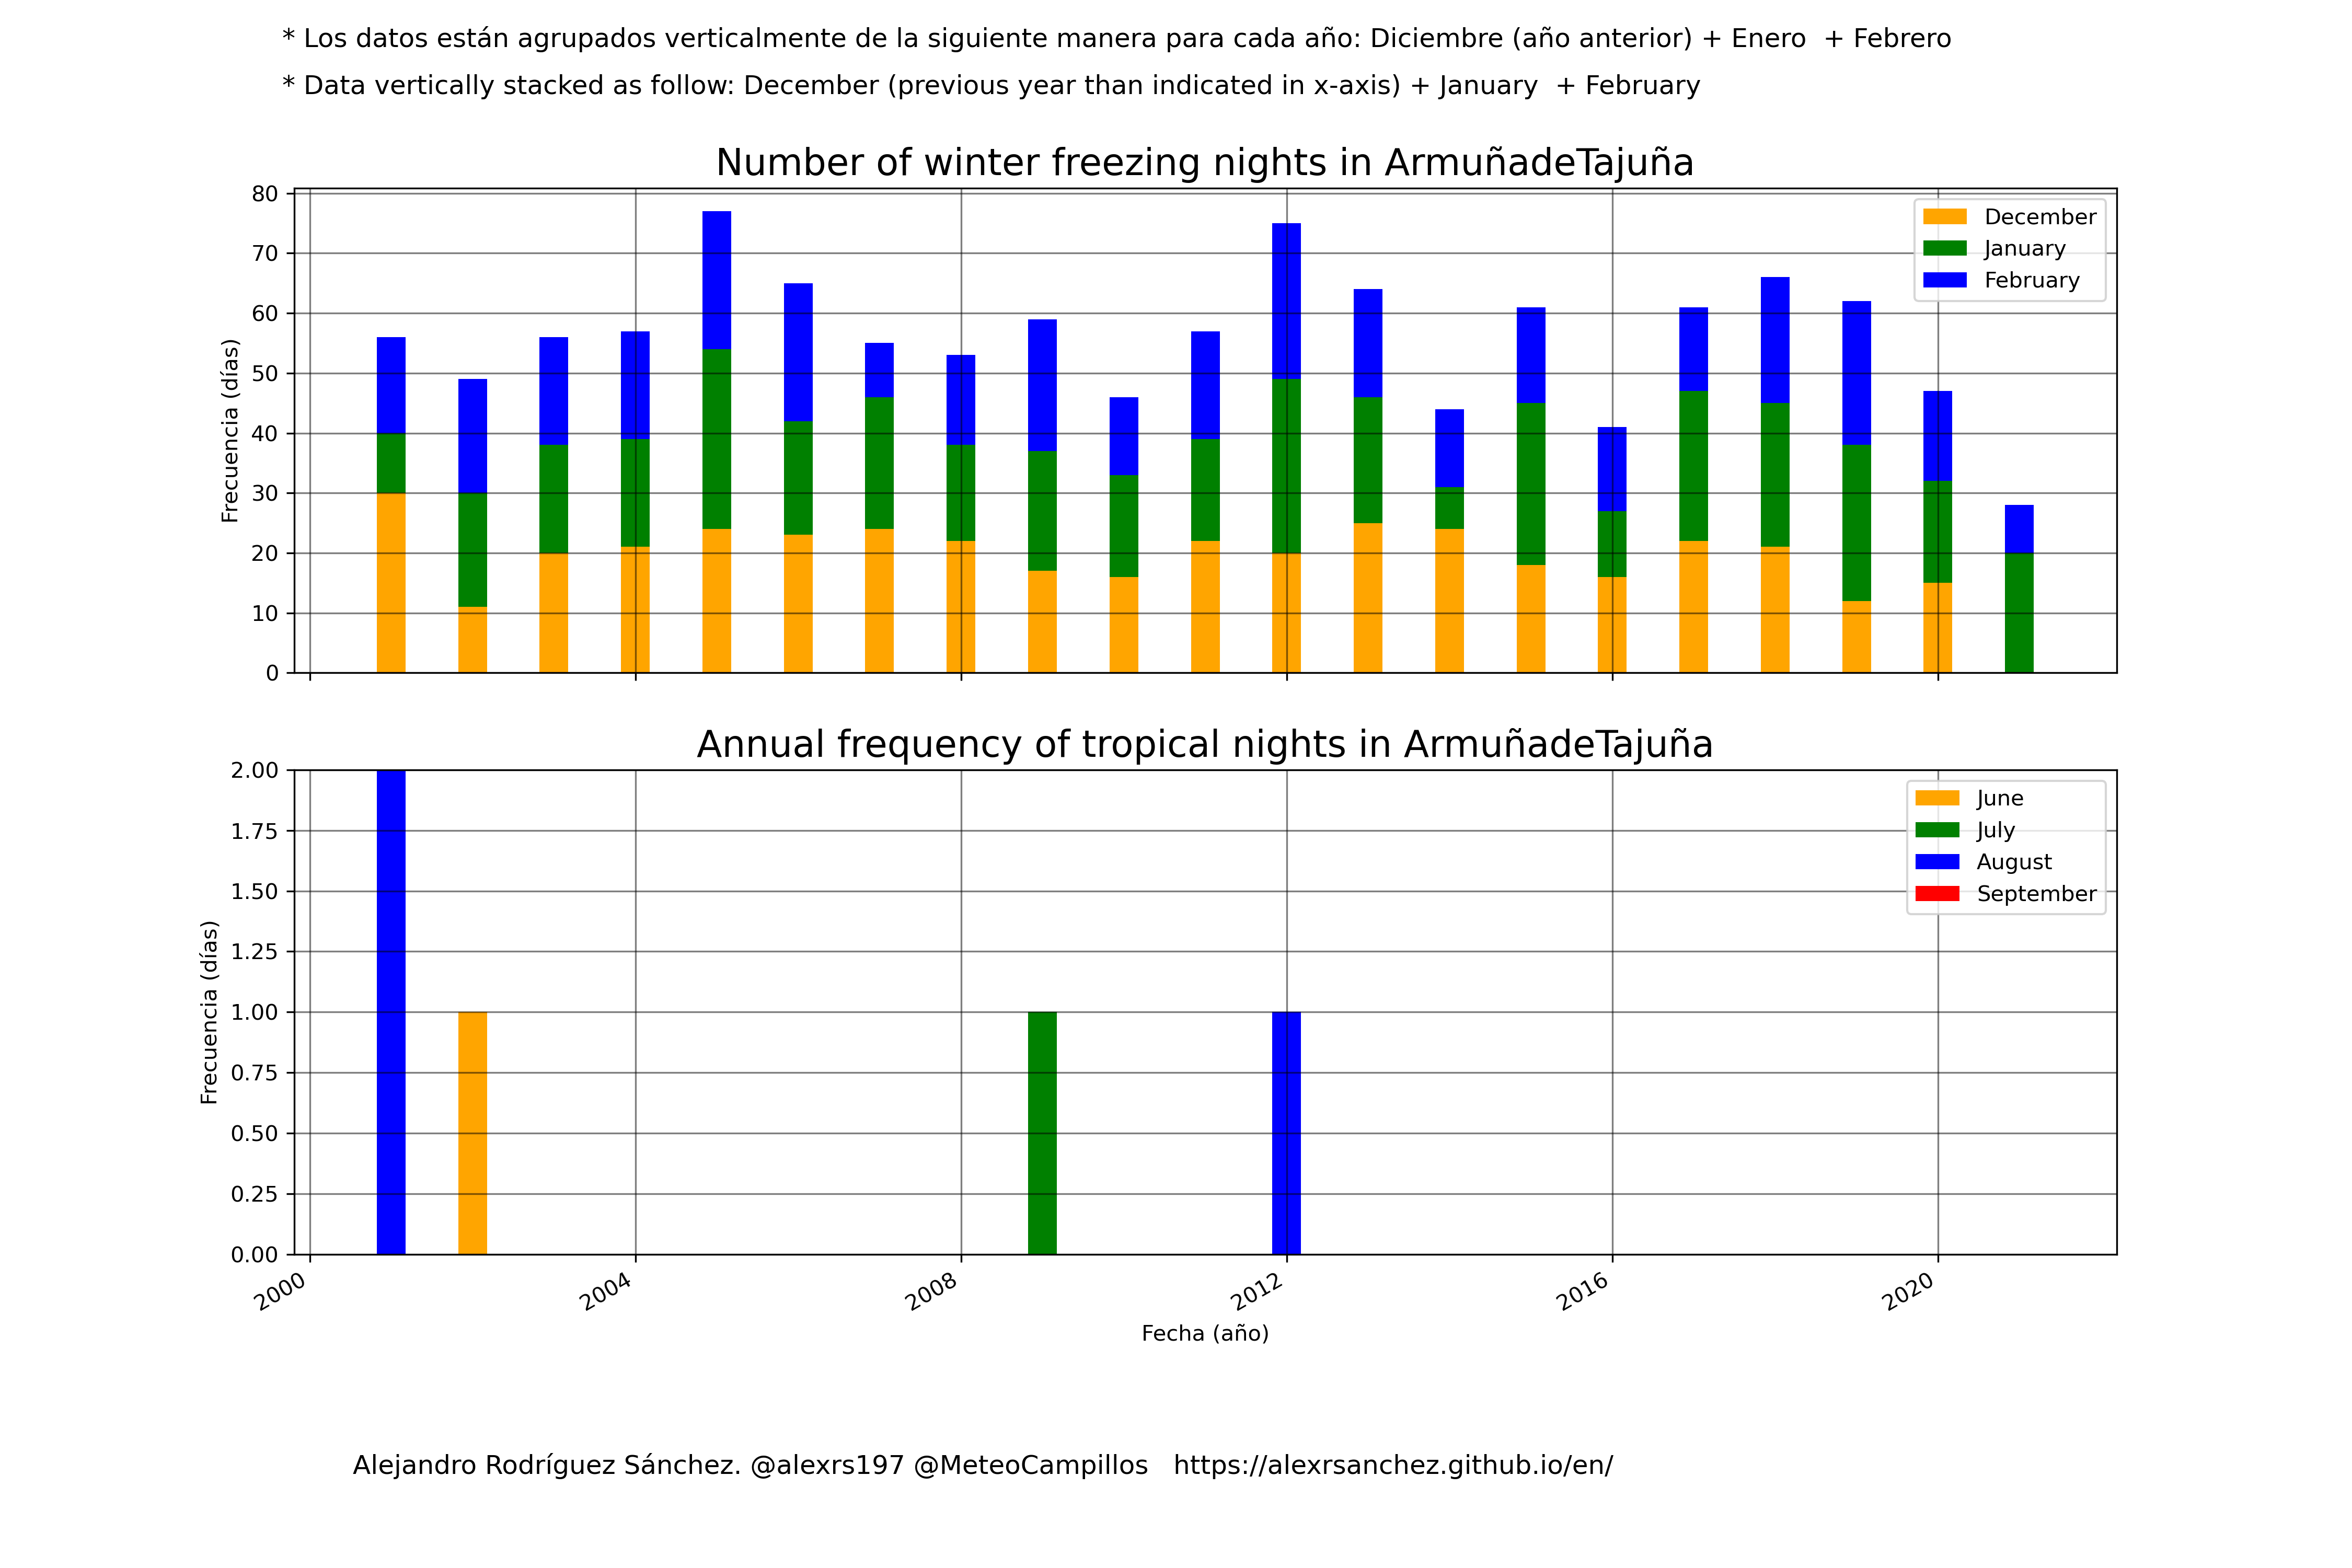 * Los datos están agrupados verticalmente de la siguiente manera para cada año: Diciembre (año anterior) + Enero  + Febrero
* Data vertically stacked as follow: December (previous year than indicated in x-axis) + January  + February
Number of winter freezing nights in ArmuñadeTajuña
80
70
60
50
40
30
20
10
0
Frecuencia (días)
December
January
February
Annual frequency of tropical nights in ArmuñadeTajuña
2.00
1.75
1.50
1.25
1.00
0.75
0.50
0.25
0.00
Frecuencia (días)
June
July
August
September
2000 2004 2008 2012 2016 2020
Fecha (año)
Alejandro Rodríguez Sánchez. @alexrs197 @MeteoCampillos   https://alexrsanchez.github.io/en/